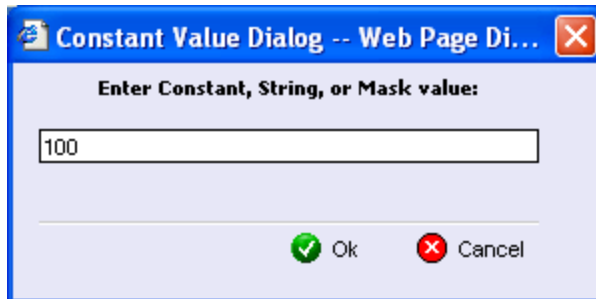 Constant Value Dialog -- Web Page Di...
Enter Constant, String, or Mask value:
100
Ok Cancel